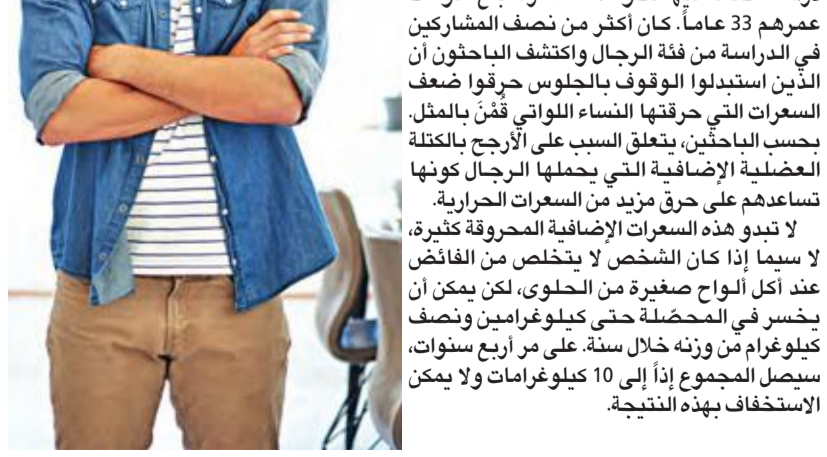 عمرهم 33 عاماً. كان أكثر من نصف المشاركين
في الدراسة من فئة الرجال واكتشف الباحثون أن
الذين استبدلوا الوقوف بالجلوس حرقوا ضعف
السعرات التي حرقتها النساء اللواتي قُمْنَ بالمثل.
بحسب الباحثين، يتعلق السبب على الأرجح بالكتلة
العضلية الإضافية التي يحملها الرجال كونها
تساعدهم على حرق مزيد من السعرات الحرارية.
لا تبدو هذه السعرات الإضافية المحروقة كثيرة،
لا سيما إذا كان الشخص لا يتخلص من الفائض
عند أكل ألواح صغيرة من الحلوى، لكن يمكن أن
يخسر في المحصّلة حتى كيلوغرامين ونصف
كيلوغرام من وزنه خلال سنة. على مر أربع سنوات،
سيصل المجموع إذاً إلى 10 كيلوغرامات ولا يمكن
الاستخفاف بهذه النتيجة.